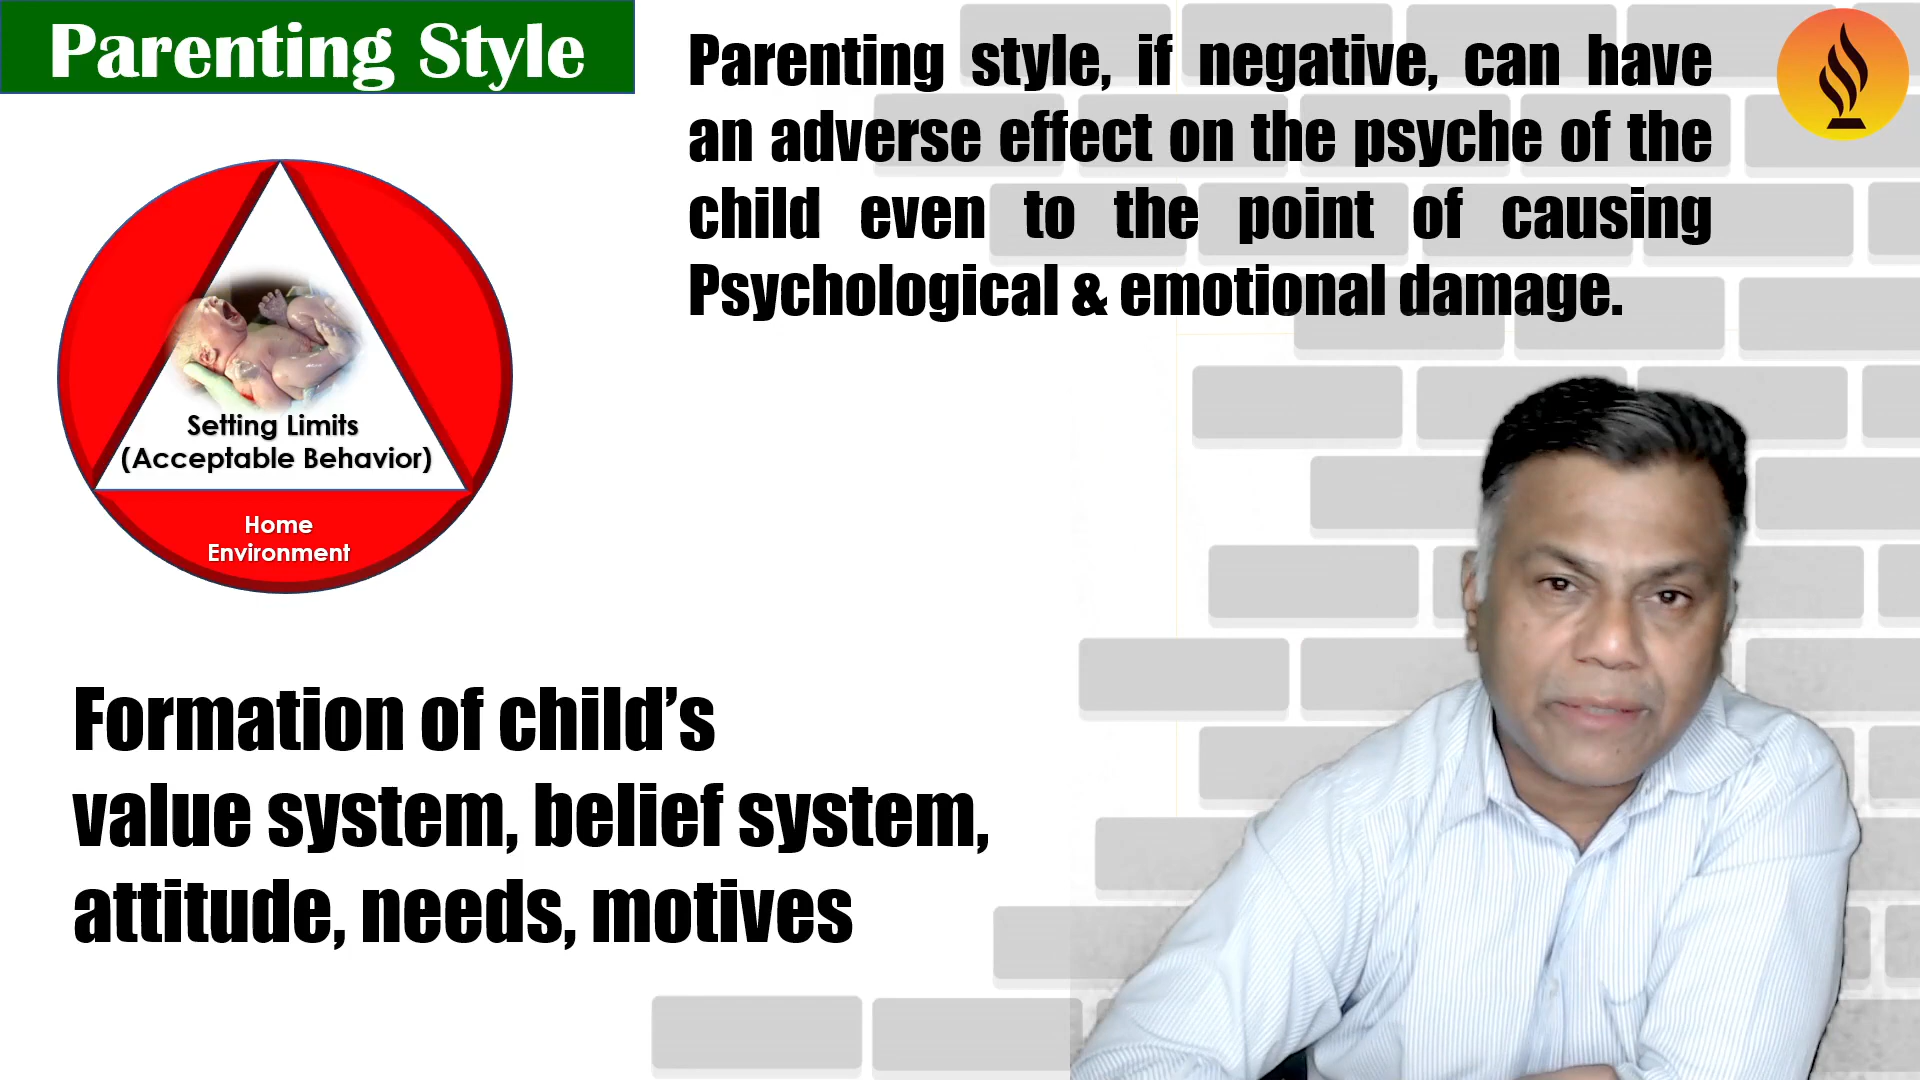 Parenting Style
Parenting style, if negative, can have
an adverse effect on the psyche of the
child even to the point of causing
Psychological & emotional damage.
Setting Limits
(Acceptable Behavior)
Home
Environment
Formation of child’s
value system, belief system,
attitude, needs, motives